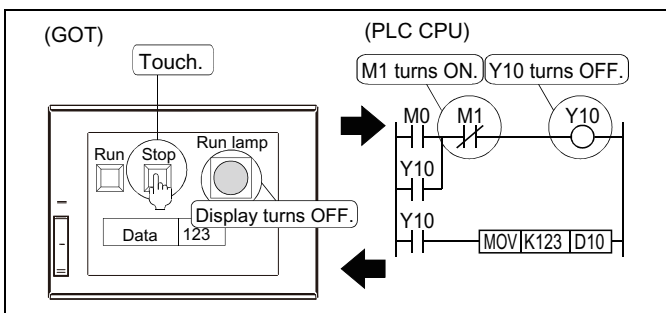 (GOT)
Touch.
Run
Stop
Run lamp
Display turns OFF.
Data 123
(PLC CPU)
M1 turns ON.
Y10 turns OFF.
M0 M1 Y10
Y10
Y10
MOV K123 D10